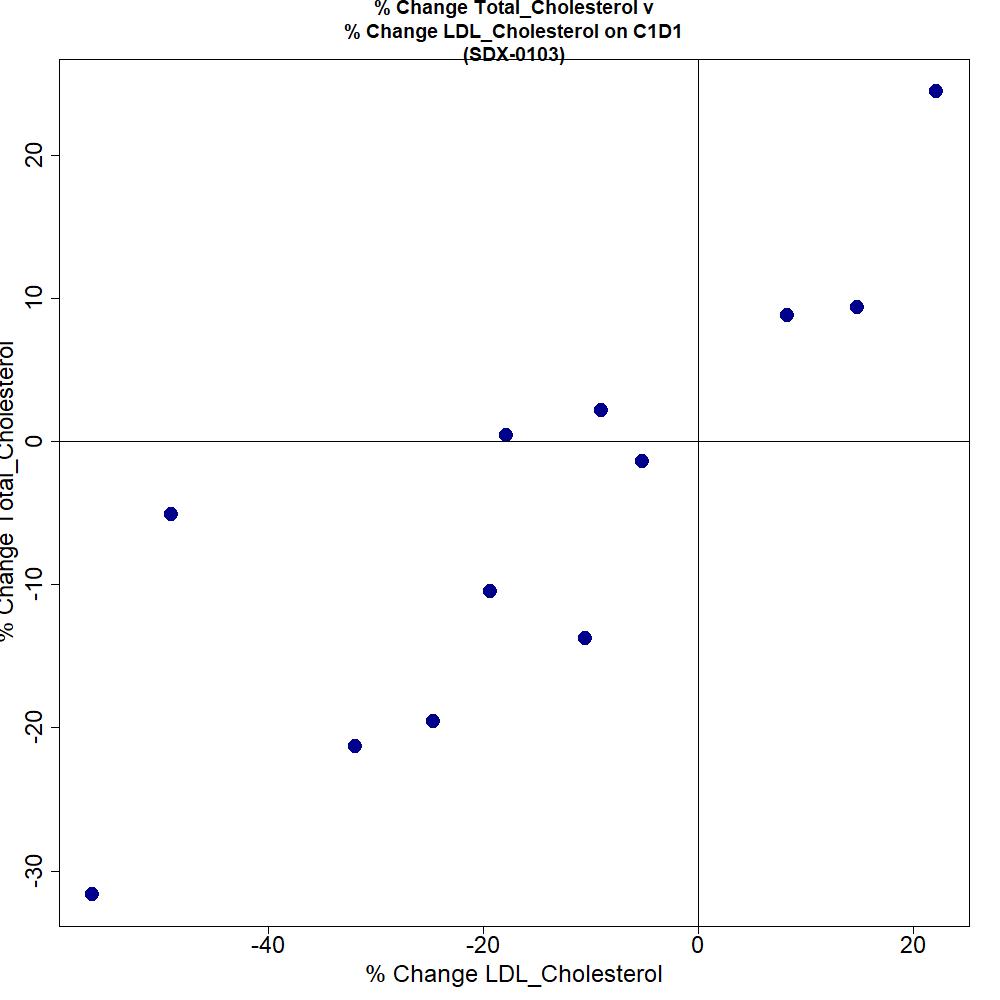 % Change Total_Cholesterol v
% Change LDL_Cholesterol on C1D1
(SDX-0103)
% Change Total_Cholesterol
20
10
0
-10
-20
-30
-40
-20
0
20
% Change LDL_Cholesterol